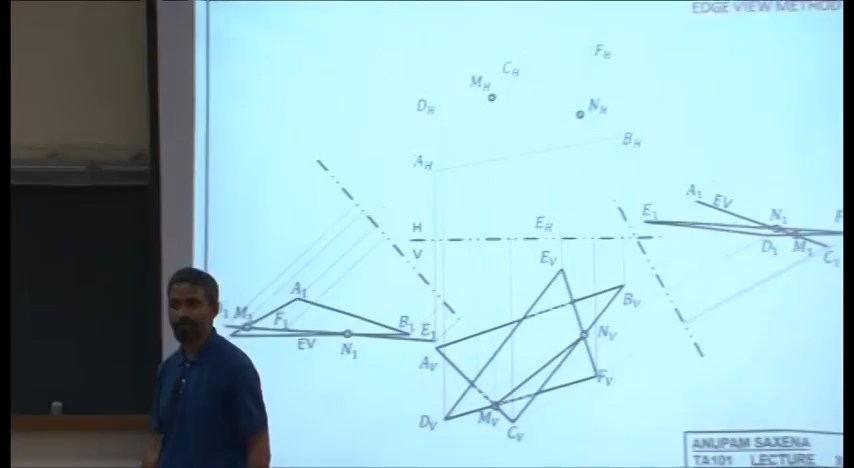 EDGE VIEW METHOD
F_H
C_H
M_H
D_H
N_H
B_H
A_H
A_1 EV
E_1
N_1
D_1 M_1
C_1
H
V
E_H
E_V
B_V
A_1
M_1
F_1
B_1 E_1
EV
N_1
N_V
A_V
F_V
D_V
M_V
C_V
ANUPAM SAXENA
TA101 LECTURE